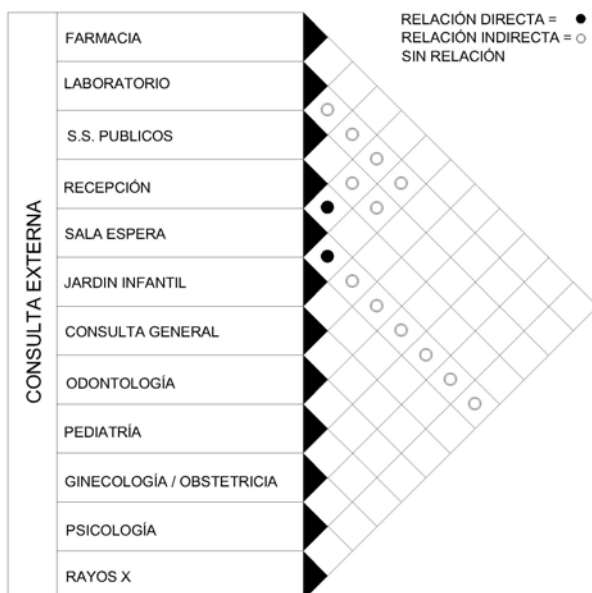 RELACIÓN DIRECTA =
RELACIÓN INDIRECTA =
SIN RELACIÓN
CONSULTA EXTERNA
FARMACIA
LABORATORIO
S.S. PUBLICOS
RECEPCIÓN
SALA ESPERA
JARDIN INFANTIL
CONSULTA GENERAL
ODONTOLOGÍA
PEDIATRÍA
GINECOLOGÍA / OBSTETRICIA
PSICOLOGÍA
RAYOS X